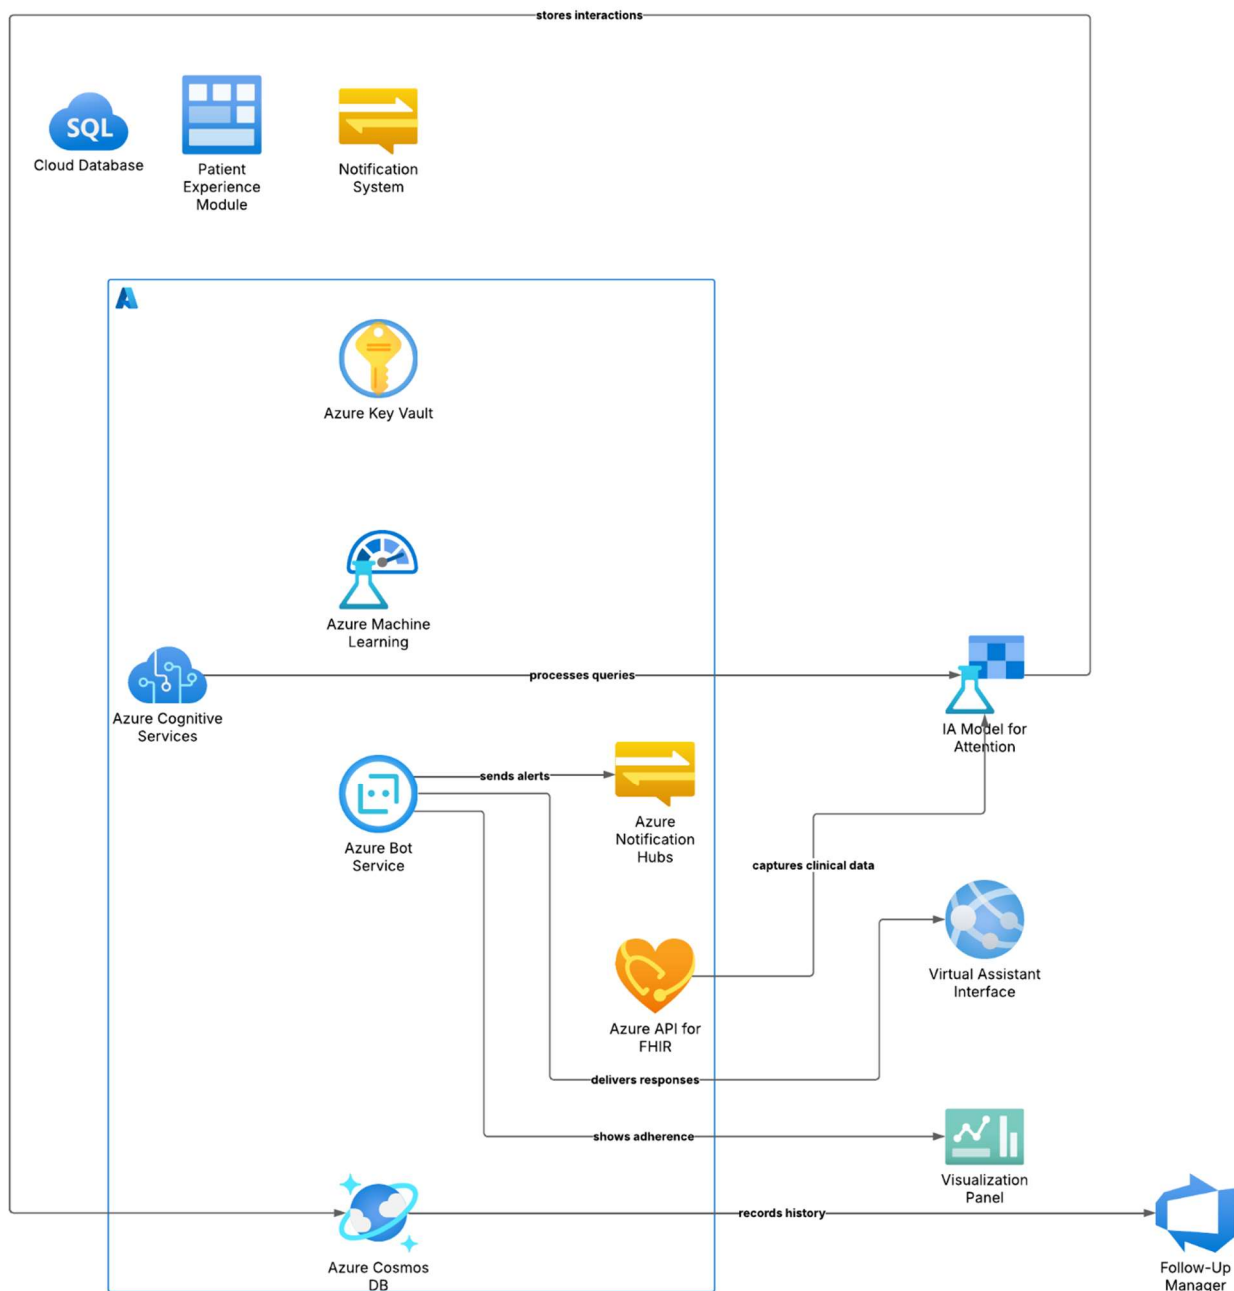 stores interactions
SQL
Cloud Database
Patient
Experience
Module
Notification
System
Azure Key Vault
Azure Machine
Learning
Azure Cognitive
Services
processes queries
IA Model for
Attention
Azure Bot
Service
sends alerts
Azure
Notification
Hubs
captures clinical data
Azure API for
FHIR
Virtual Assistant
Interface
delivers responses
shows adherence
Visualization
Panel
Azure Cosmos
DB
records history
Follow-Up
Manager